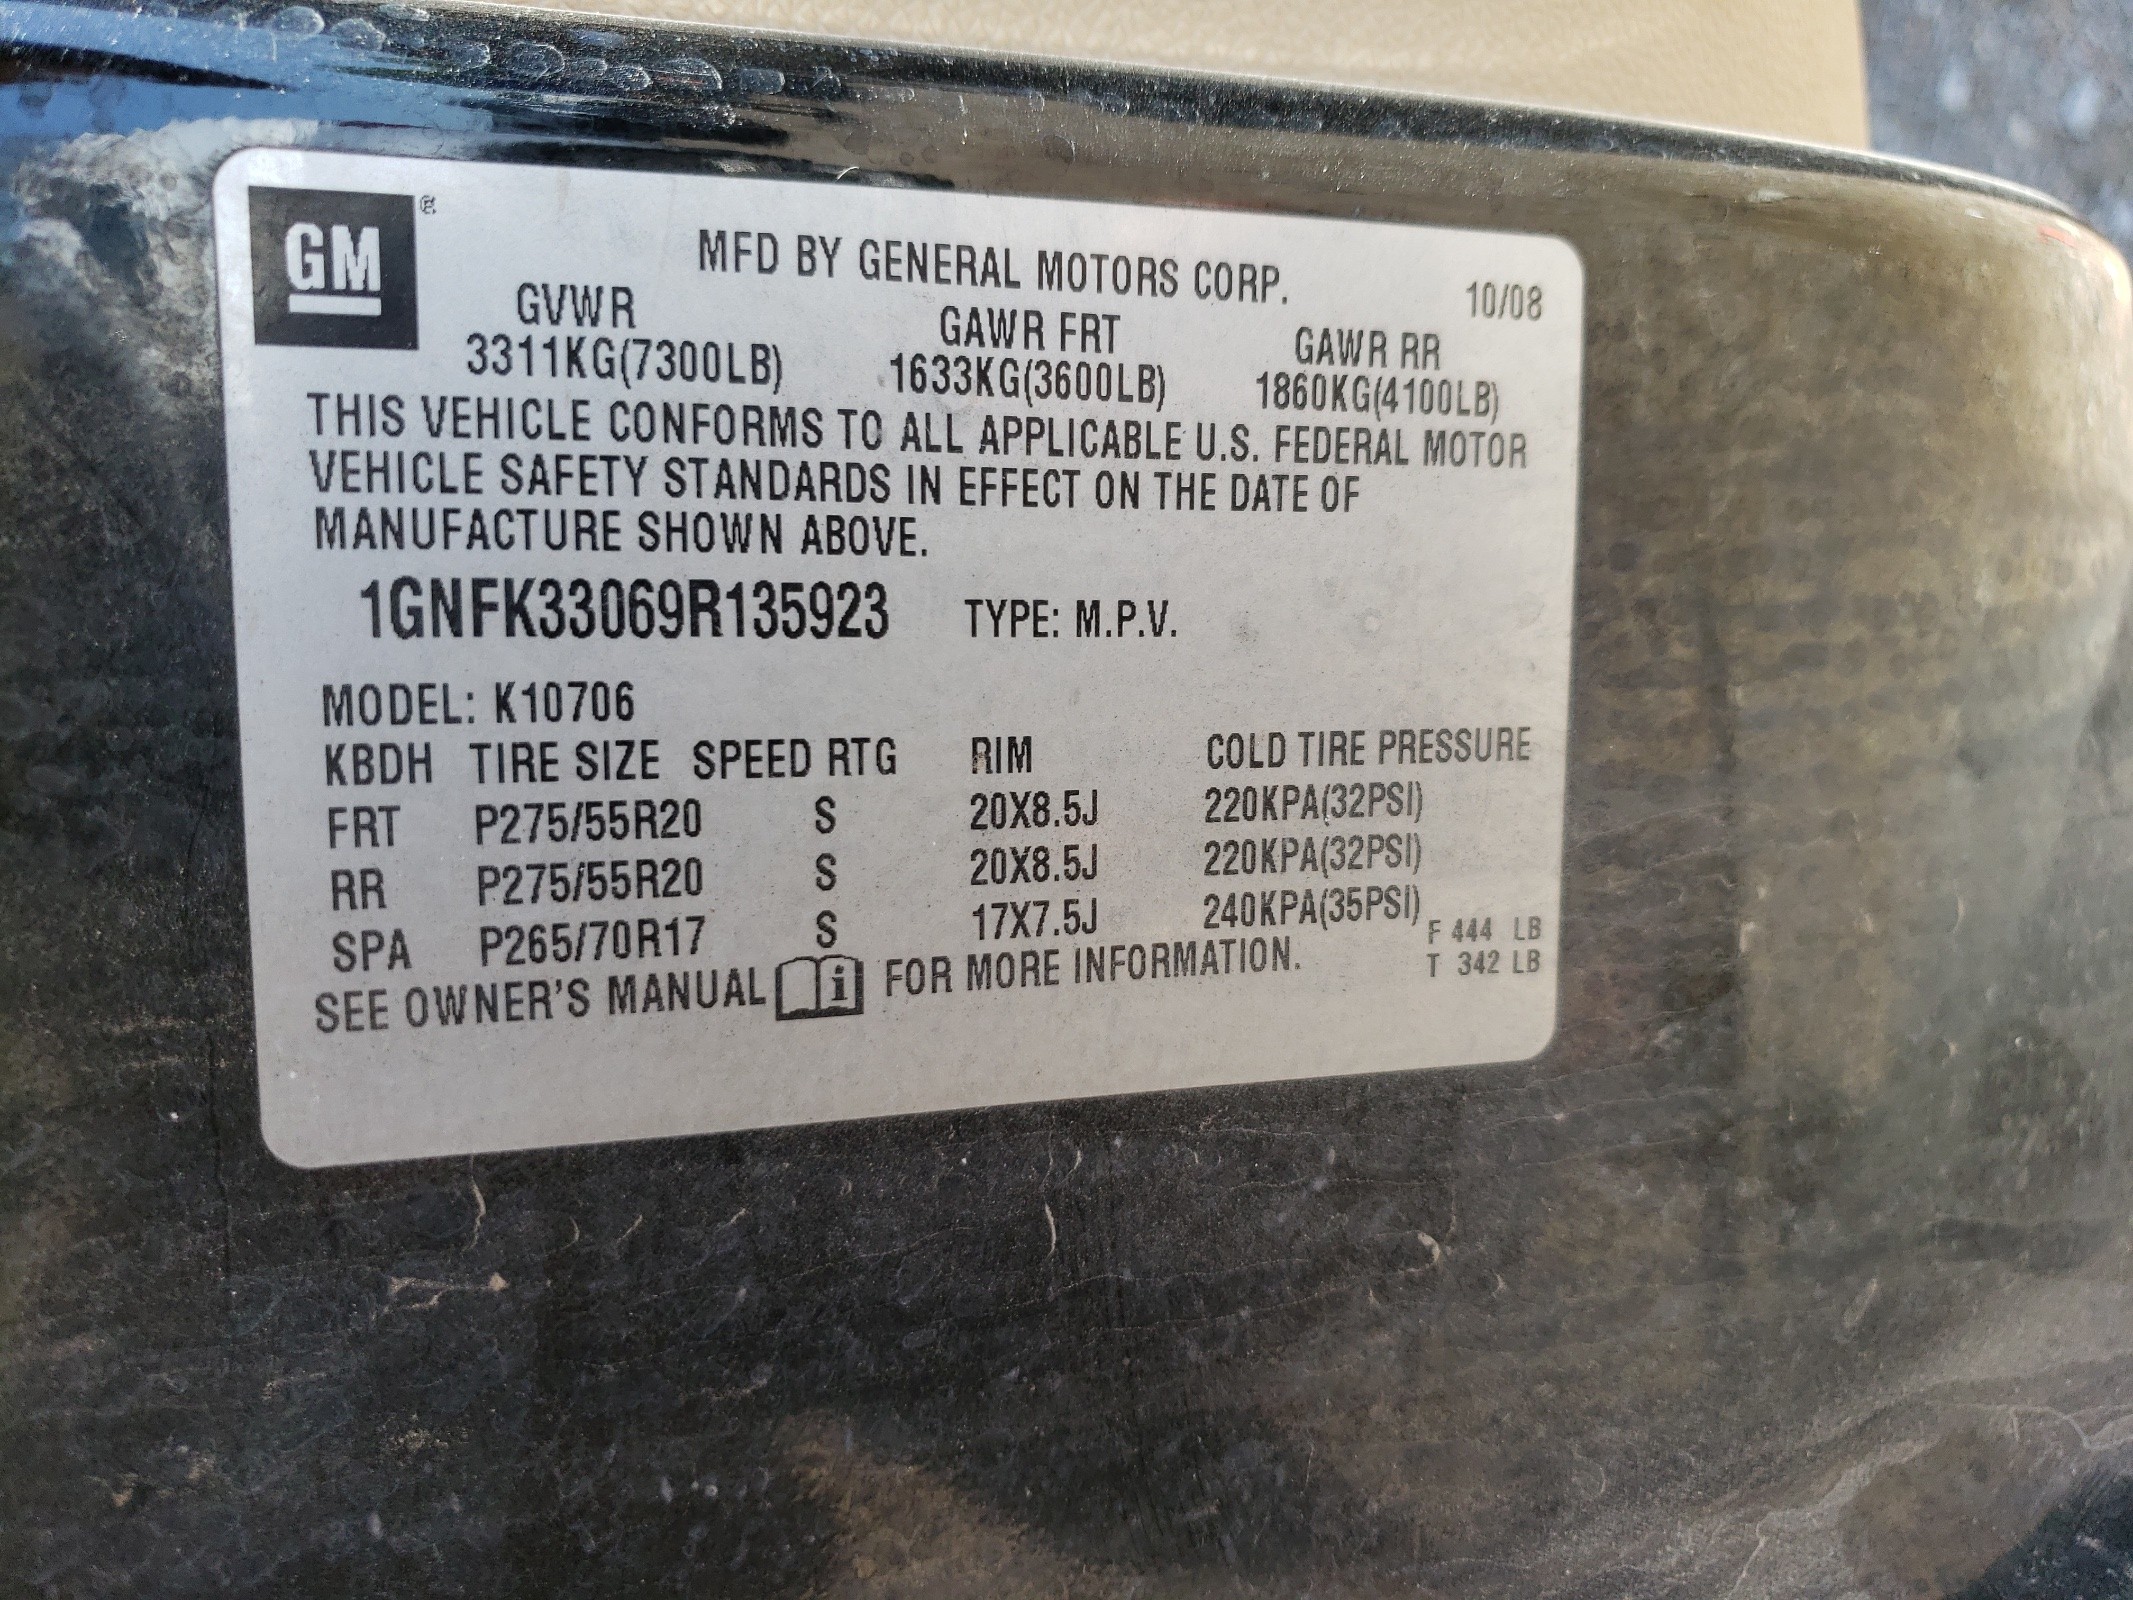 GM ®
MFD BY GENERAL MOTORS CORP.
10/08
GVWR GAWR FRT GAWR RR
3311KG(7300LB) 1633KG(3600LB) 1860KG(4100LB)
THIS VEHICLE CONFORMS TO ALL APPLICABLE U.S. FEDERAL MOTOR
VEHICLE SAFETY STANDARDS IN EFFECT ON THE DATE OF
MANUFACTURE SHOWN ABOVE.
1GNFK33069R135923 TYPE: M.P.V.
MODEL: K10706
KBDH TIRE SIZE SPEED RTG RIM COLD TIRE PRESSURE
FRT P275/55R20 S 20X8.5J 220KPA(32PSI)
RR P275/55R20 S 20X8.5J 220KPA(32PSI)
SPA P265/70R17 S 17X7.5J 240KPA(35PSI)
F 444 LB
T 342 LB
SEE OWNER'S MANUAL i FOR MORE INFORMATION.